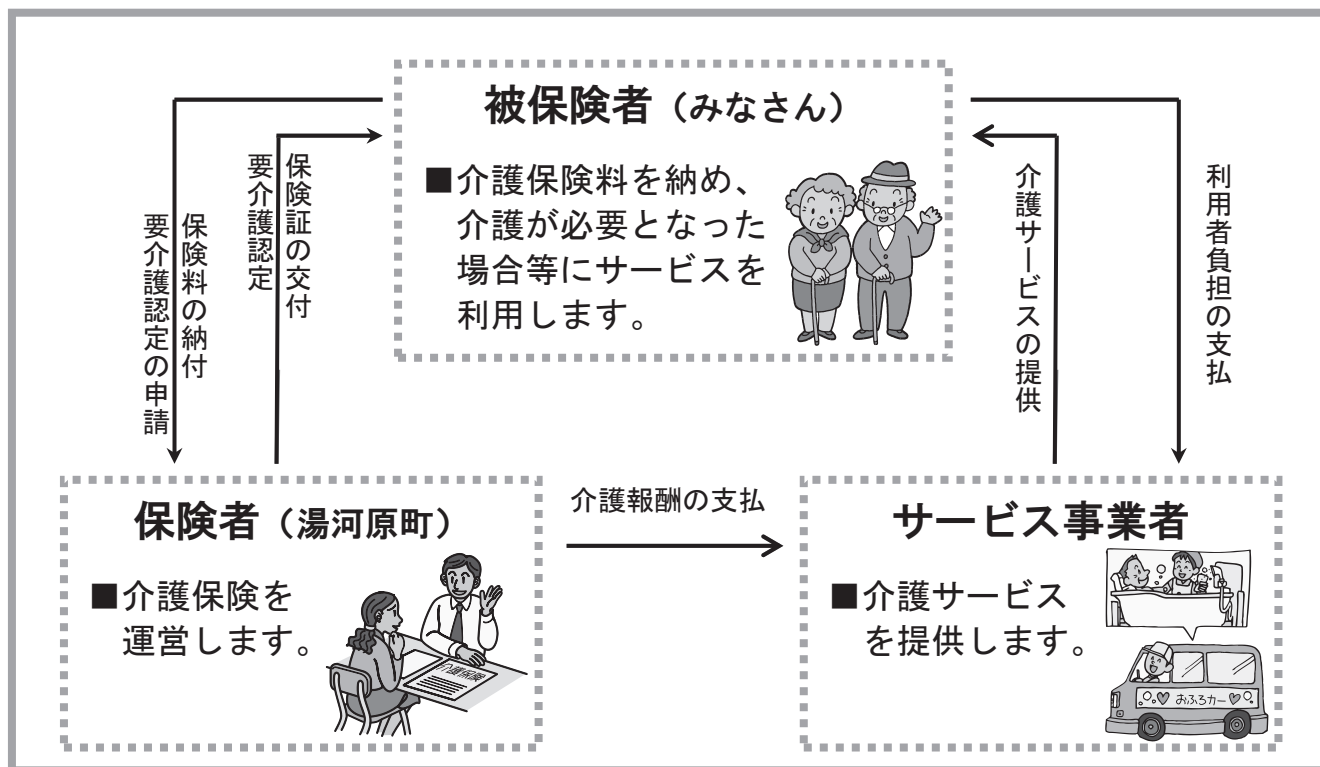 被保険者（みなさん）
■介護保険料を納め、
介護が必要となった
場合等にサービスを
利用します。
保険料の納付
要介護認定の申請
保険証の交付
要介護認定
介護サービスの提供
利用者負担の支払
保険者（湯河原町）
■介護保険を
運営します。
介護保険
介護報酬の支払
サービス事業者
■介護サービス
を提供します。
おふろカー